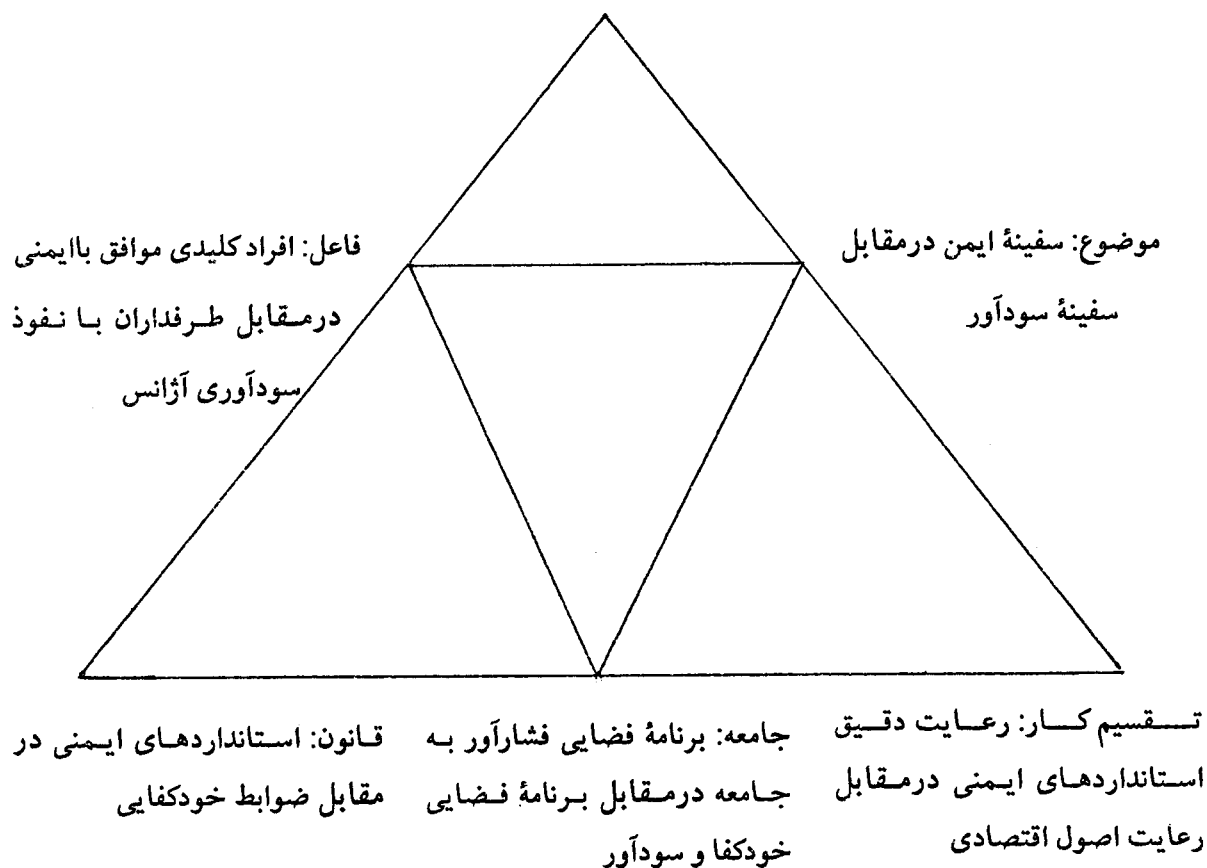 موضوع: سفینهٔ ایمن درمقابل
سفینهٔ سودآور
فاعل: افراد کلیدی موافق باایمنی
درمقابل طرفداران با نفوذ
سودآوری آژانس
تقسیم کار: رعایت دقیق
استانداردهای ایمنی درمقابل
رعایت اصول اقتصادی
جامعه: برنامهٔ فضایی فشارآور به
جامعه درمقابل برنامهٔ فضایی
خودکفا و سودآور
قانون: استانداردهای ایمنی در
مقابل ضوابط خودکفایی